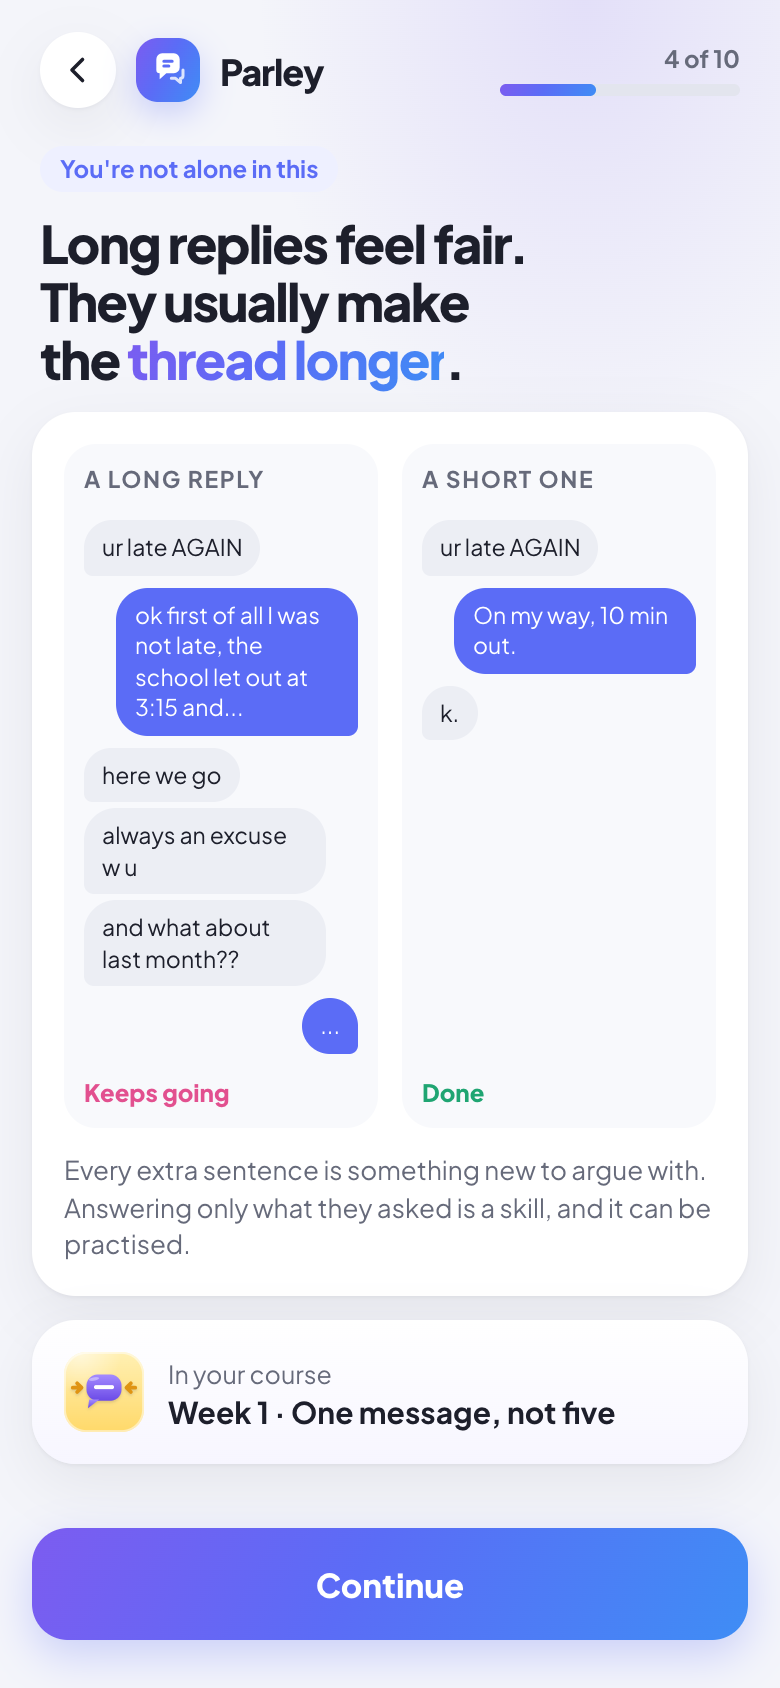 Parley
4 of 10
You're not alone in this
Long replies feel fair.
They usually make
the thread longer.
A LONG REPLY
ur late AGAIN
ok first of all I was
not late, the
school let out at
3:15 and...
here we go
always an excuse
w u
and what about
last month??
...
Keeps going
A SHORT ONE
ur late AGAIN
On my way, 10 min
out.
k.
Done
Every extra sentence is something new to argue with.
Answering only what they asked is a skill, and it can be
practised.
In your course
Week 1 · One message, not five
Continue